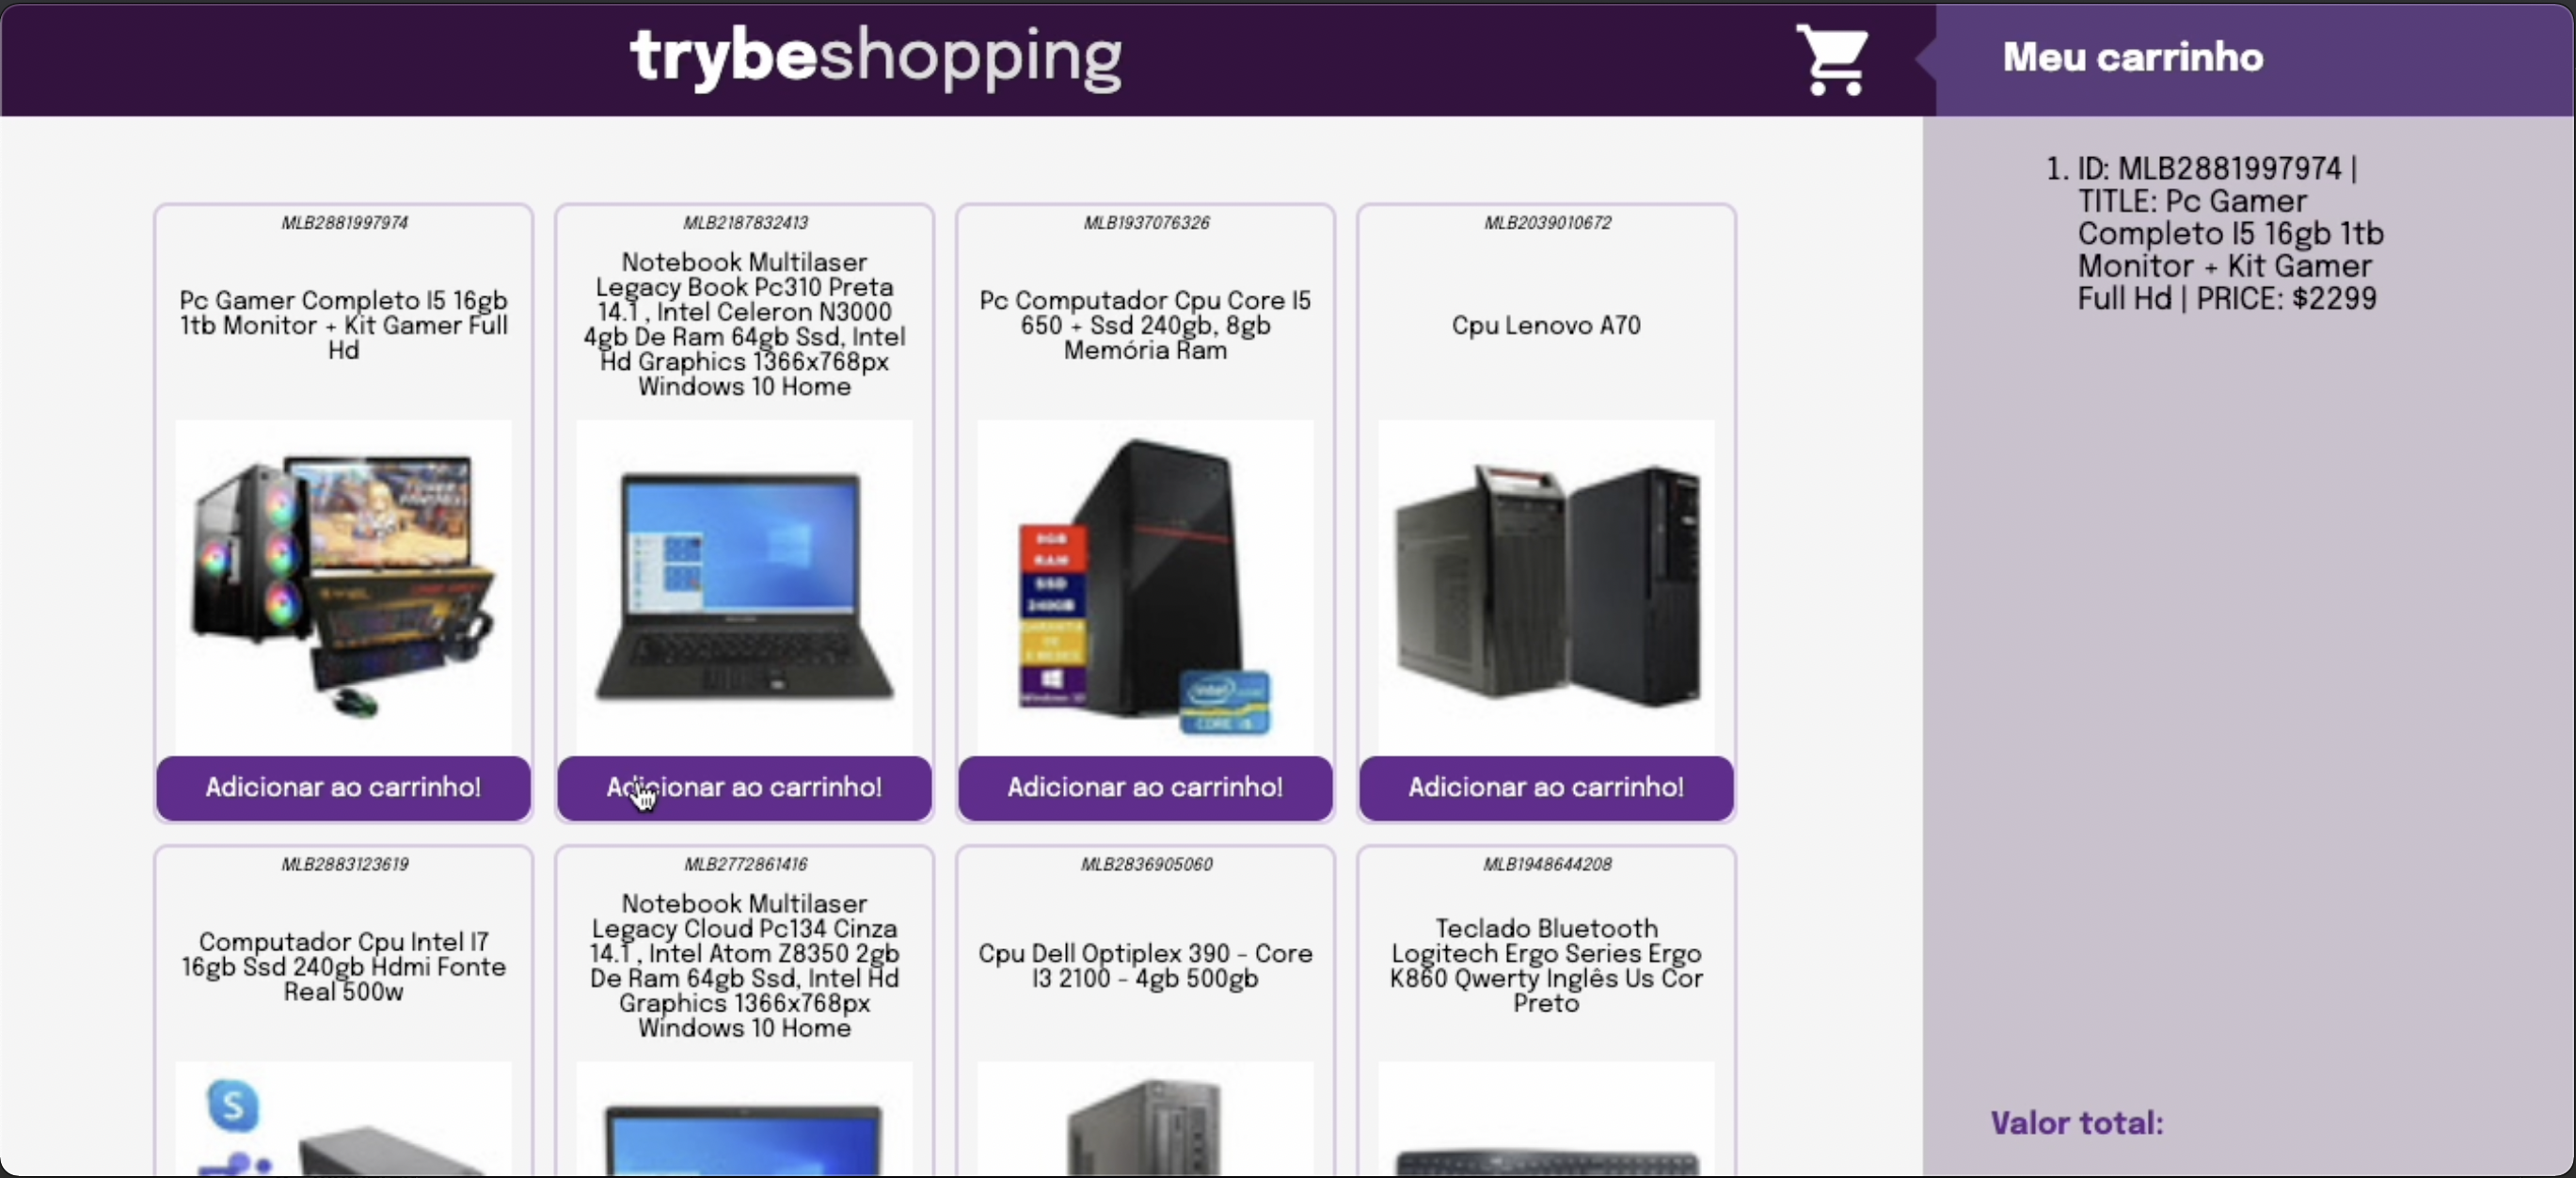 trybeshopping
Meu carrinho
1. ID: MLB2881997974 |
TITLE: Pc Gamer
Completo I5 16gb 1tb
Monitor + Kit Gamer
Full Hd | PRICE: $2299
MLB2881997974
Pc Gamer Completo I5 16gb
1tb Monitor + Kit Gamer Full
Hd
Adicionar ao carrinho!
MLB2187832413
Notebook Multilaser
Legacy Book Pc310 Preta
14.1 , Intel Celeron N3000
4gb De Ram 64gb Ssd, Intel
Hd Graphics 1366x768px
Windows 10 Home
Adicionar ao carrinho!
MLB1937076326
Pc Computador Cpu Core I5
650 + Ssd 240gb, 8gb
Memória Ram
8GB
RAM
SSD
240GB
intel
CORE i5
Adicionar ao carrinho!
MLB2039010672
Cpu Lenovo A70
Adicionar ao carrinho!
MLB2883123619
Computador Cpu Intel I7
16gb Ssd 240gb Hdmi Fonte
Real 500w
S
MLB2772861416
Notebook Multilaser
Legacy Cloud Pc134 Cinza
14.1 , Intel Atom Z8350 2gb
De Ram 64gb Ssd, Intel Hd
Graphics 1366x768px
Windows 10 Home
MLB2836905060
Cpu Dell Optiplex 390 - Core
I3 2100 - 4gb 500gb
MLB1948644208
Teclado Bluetooth
Logitech Ergo Series Ergo
K860 Qwerty Inglês Us Cor
Preto
Valor total: